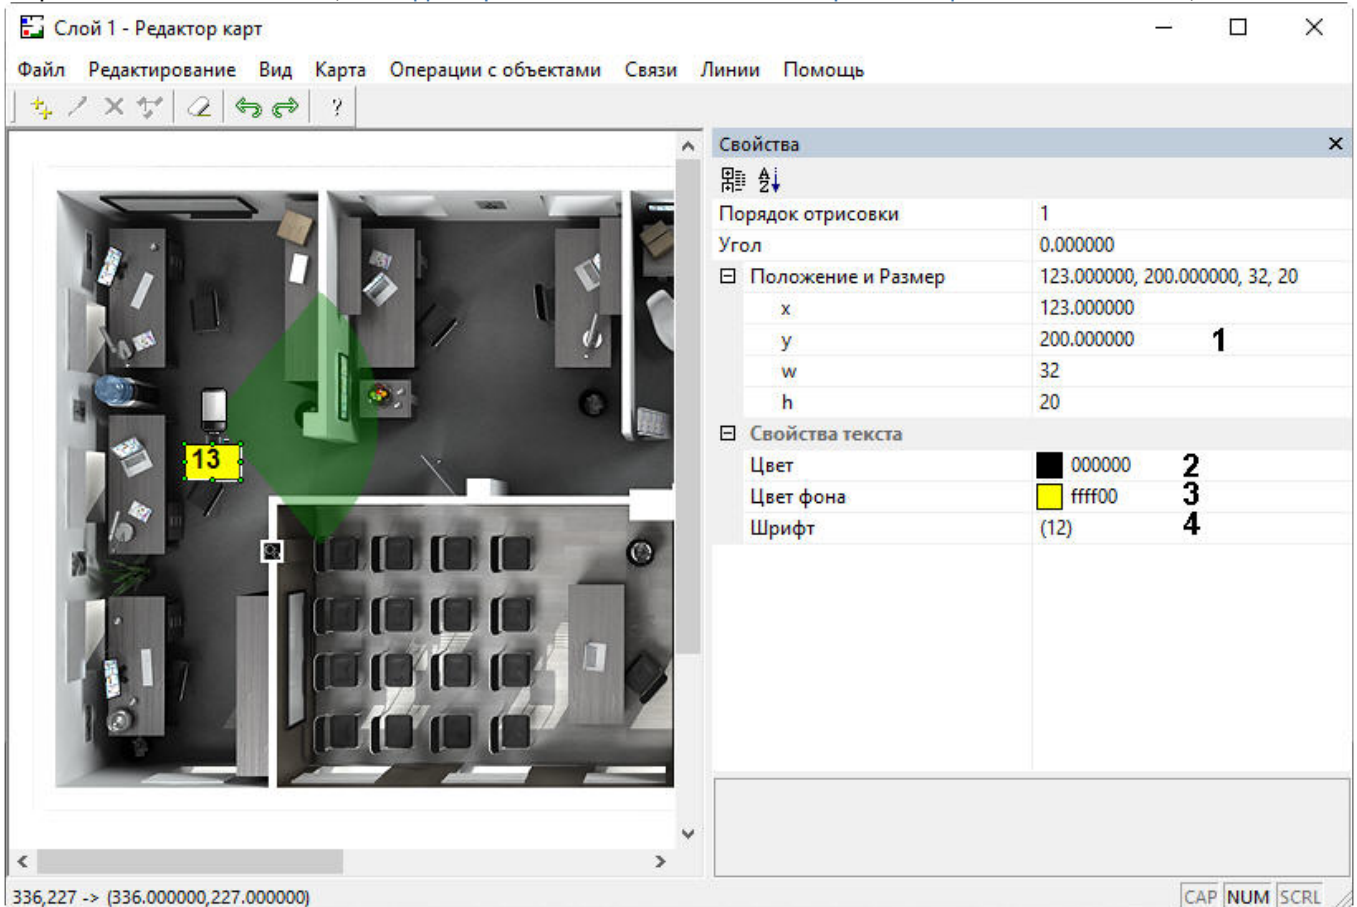 Слой 1 - Редактор карт
Файл Редактирование Вид Карта Операции с объектами Связи Линии Помощь
?
Свойства
Порядок отрисовки 1
Угол 0.000000
Положение и Размер 123.000000, 200.000000, 32, 20
x 123.000000
y 200.000000 1
w 32
h 20
Свойства текста
Цвет 000000 2
Цвет фона ffff00 3
Шрифт (12) 4
13
336,227 -> (336.000000,227.000000) CAP NUM SCRL